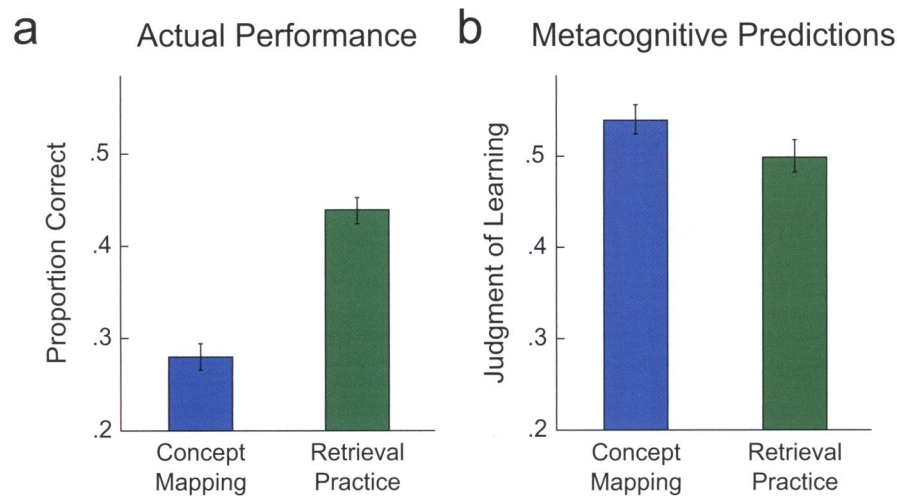 a Actual Performance
Proportion Correct
.5
.4
.3
.2
Concept Mapping
Retrieval Practice
b Metacognitive Predictions
Judgment of Learning
.5
.4
.3
.2
Concept Mapping
Retrieval Practice